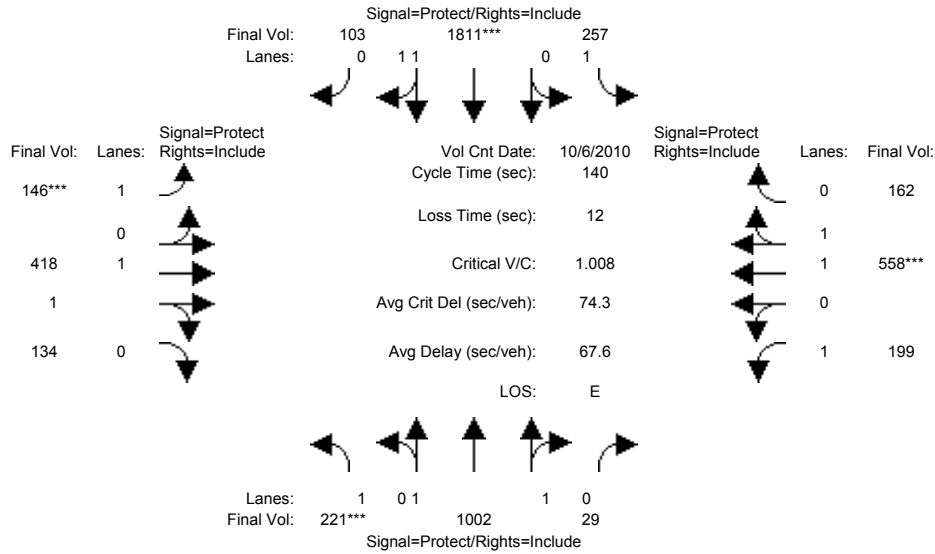 Signal=Protect/Rights=Include
Final Vol: 103 1811*** 257
Lanes: 0 1 1 0 1
Signal=Protect Signal=Protect
Final Vol: Lanes: Rights=Include Vol Cnt Date: 10/6/2010 Rights=Include Lanes: Final Vol:
Cycle Time (sec): 140
146*** 1 0 162
Loss Time (sec): 12
0 1
418 1 Critical V/C: 1.008 1 558***
1 Avg Crit Del (sec/veh): 74.3 0
134 0 Avg Delay (sec/veh): 67.6 1 199
LOS: E
Lanes: 1 0 1 1 0
Final Vol: 221*** 1002 29
Signal=Protect/Rights=Include